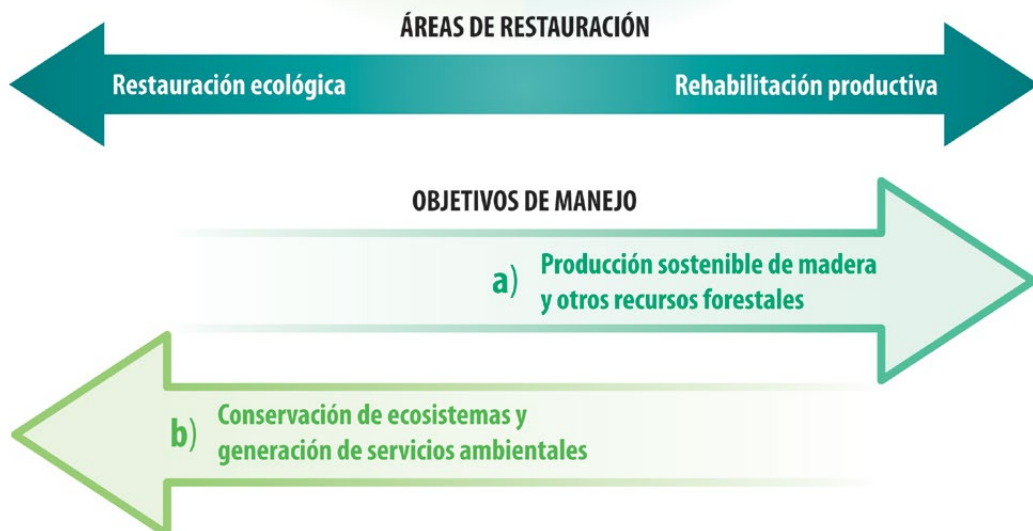 ÁREAS DE RESTAURACIÓN
Restauración ecológica
Rehabilitación productiva
OBJETIVOS DE MANEJO
a) Producción sostenible de madera
y otros recursos forestales
b) Conservación de ecosistemas y
generación de servicios ambientales